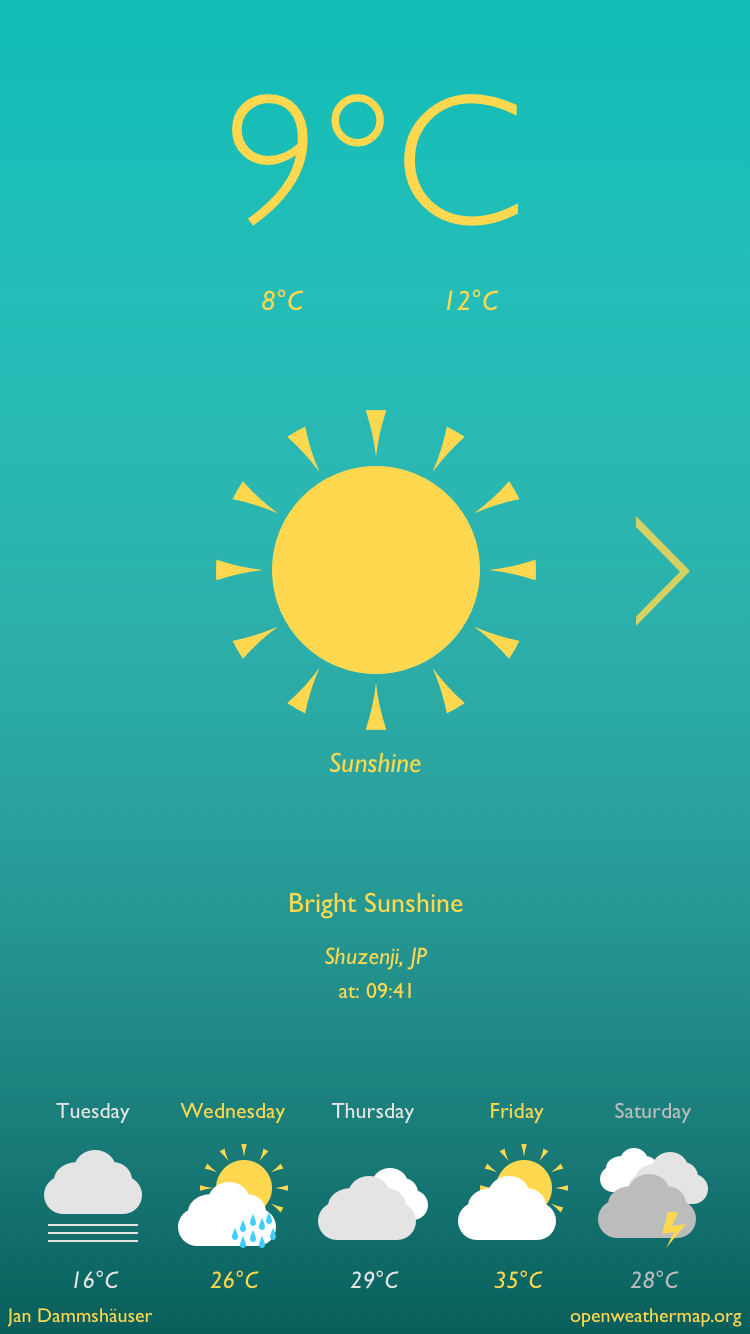 9°C
8°C 12°C
Sunshine
Bright Sunshine
Shuzenji, JP
at: 09:41
Tuesday Wednesday Thursday Friday Saturday
16°C 26°C 29°C 35°C 28°C
Jan Dammshäuser openweathermap.org